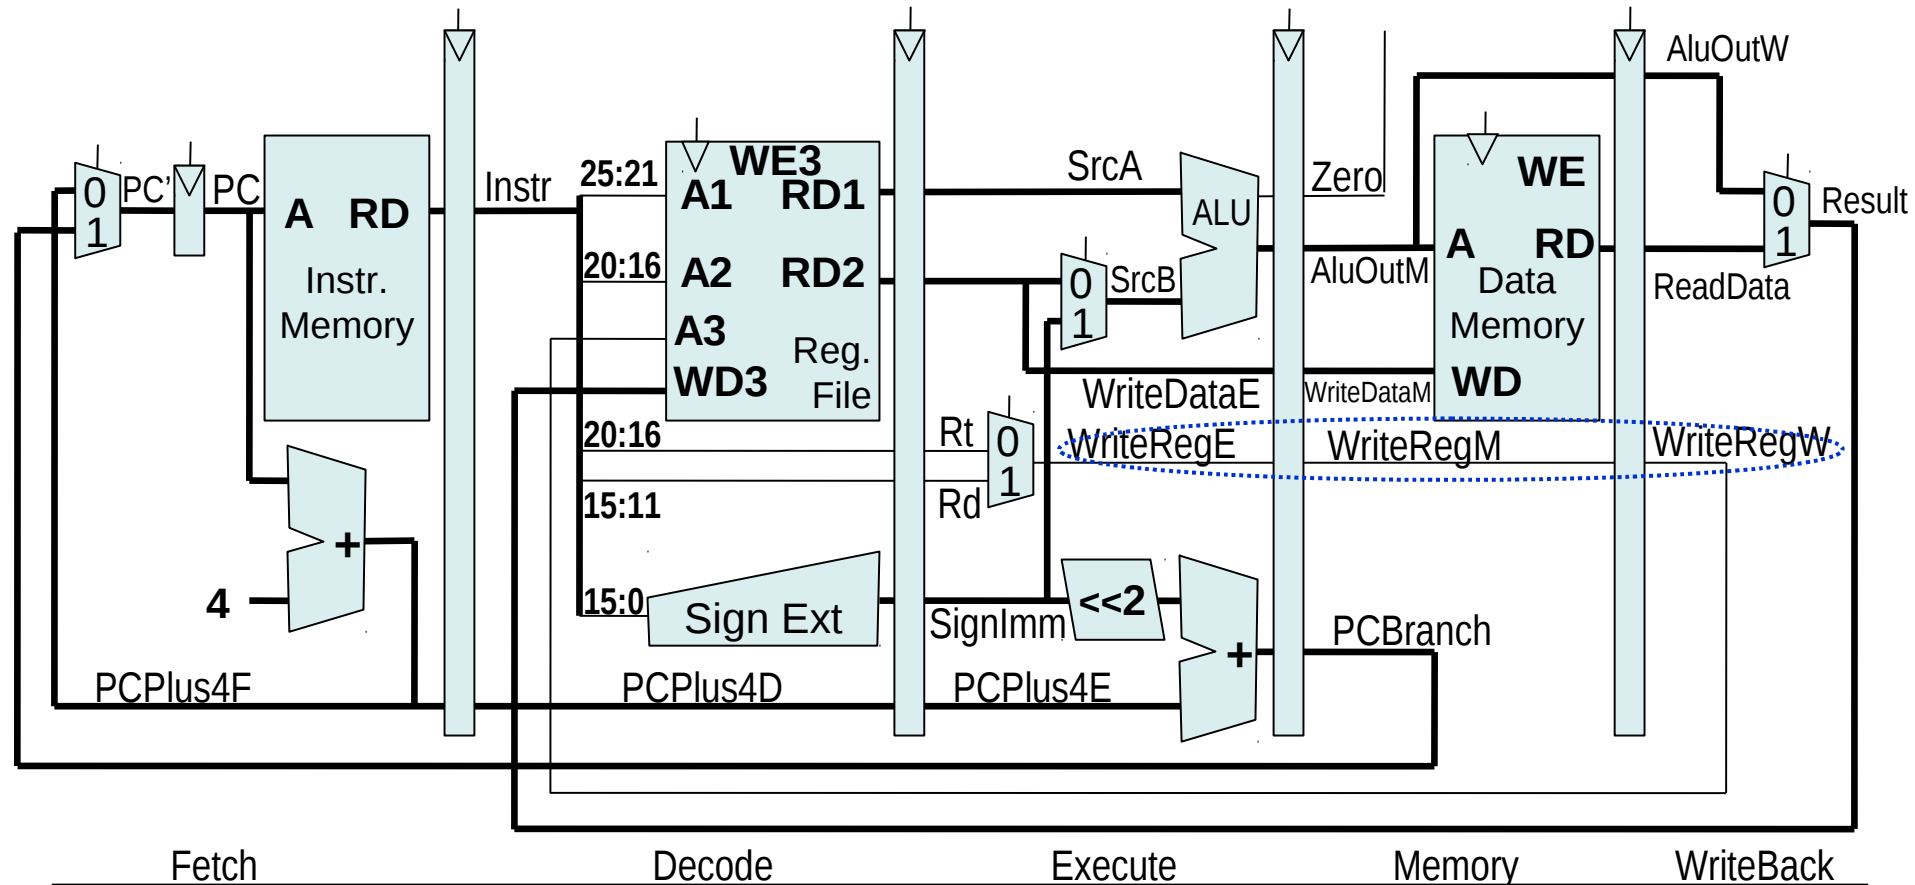 AluOutW
WE3
25:21
SrcA
Zero
WE
0
PC'
PC
Instr
A1
RD1
ALU
0
Result
1
A
RD
A
RD
1
20:16
A2
RD2
0
SrcB
AluOutM
Data
ReadData
Instr.
Memory
1
Memory
A3
Reg.
WD3
File
WriteDataE
WriteDataM
WD
20:16
Rt
0
WriteRegE
WriteRegM
WriteRegW
15:11
Rd
1
+
4
15:0
Sign Ext
SignImm
<<2
+
PCBranch
PCPlus4F
PCPlus4D
PCPlus4E
Fetch
Decode
Execute
Memory
WriteBack